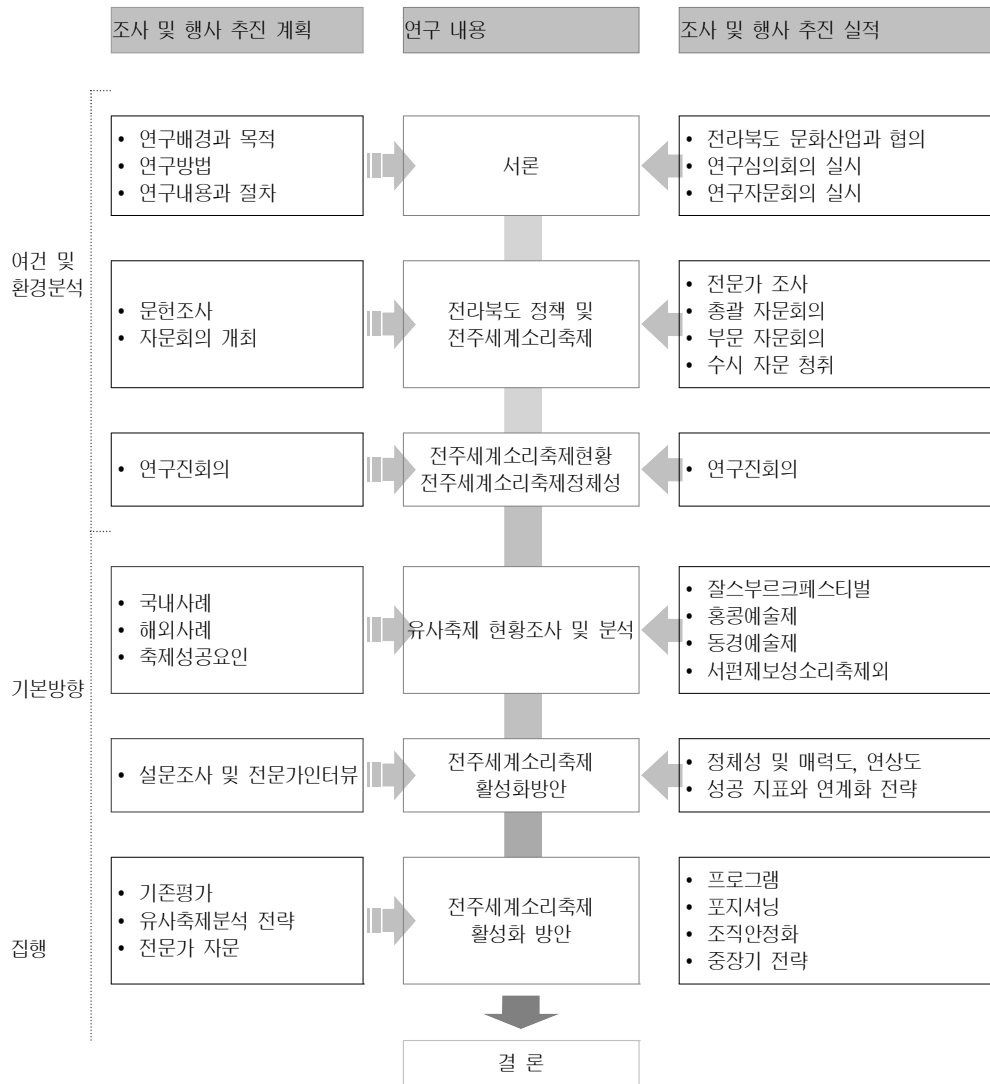 조사 및 행사 추진 계획
연구 내용
조사 및 행사 추진 실적
여건 및
환경분석
• 연구배경과 목적
• 연구방법
• 연구내용과 절차
서론
• 전라북도 문화산업과 협의
• 연구심의회의 실시
• 연구자문회의 실시
• 문헌조사
• 자문회의 개최
전라북도 정책 및
전주세계소리축제
• 전문가 조사
• 총괄 자문회의
• 부문 자문회의
• 수시 자문 청취
• 연구진회의
전주세계소리축제현황
전주세계소리축제정체성
• 연구진회의
기본방향
• 국내사례
• 해외사례
• 축제성공요인
유사축제 현황조사 및 분석
• 잘스부르크페스티벌
• 홍콩예술제
• 동경예술제
• 서편제보성소리축제외
• 설문조사 및 전문가인터뷰
전주세계소리축제
활성화방안
• 정체성 및 매력도, 연상도
• 성공 지표와 연계화 전략
집행
• 기존평가
• 유사축제분석 전략
• 전문가 자문
전주세계소리축제
활성화 방안
• 프로그램
• 포지셔닝
• 조직안정화
• 중장기 전략
결 론